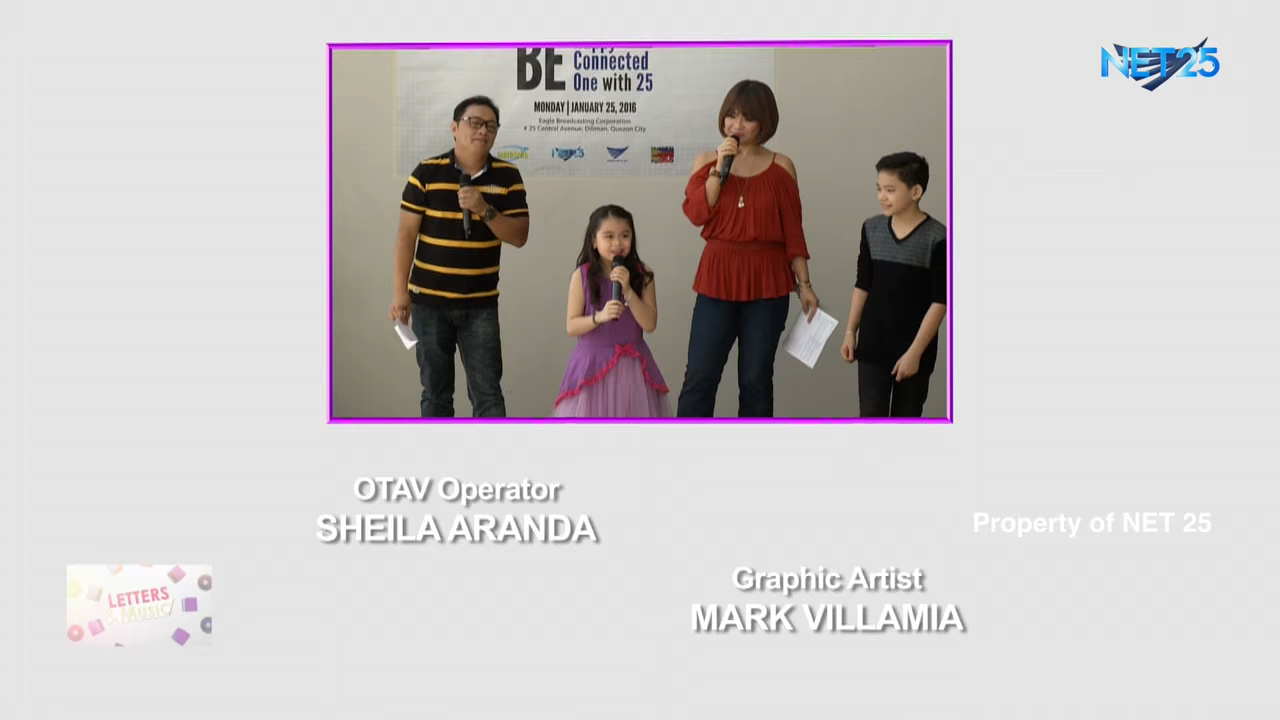 NET25
BE
Connected
One with 25
MONDAY | JANUARY 25, 2016
Eagle Broadcasting Corporation
# 25 Central Avenue, Diliman, Quezon City
NET25
OTAV Operator
SHEILA ARANDA
Property of NET 25
Graphic Artist
MARK VILLAMIA
LETTERS
& MUSIC